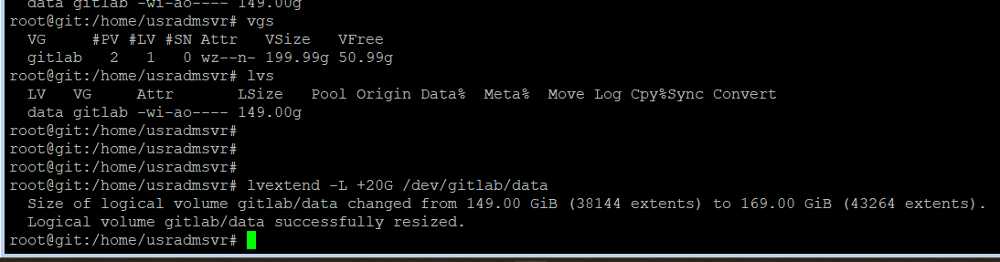 data gitlab -wi-ao---- 149.00g
root@git:/home/usradmsvr# vgs
VG #PV #LV #SN Attr VSize VFree
gitlab 2 1 0 wz--n- 199.99g 50.99g
root@git:/home/usradmsvr# lvs
LV VG Attr LSize Pool Origin Data% Meta% Move Log Cpy%Sync Convert
data gitlab -wi-ao---- 149.00g
root@git:/home/usradmsvr#
root@git:/home/usradmsvr#
root@git:/home/usradmsvr#
root@git:/home/usradmsvr# lvextend -L +20G /dev/gitlab/data
Size of logical volume gitlab/data changed from 149.00 GiB (38144 extents) to 169.00 GiB (43264 extents).
Logical volume gitlab/data successfully resized.
root@git:/home/usradmsvr#